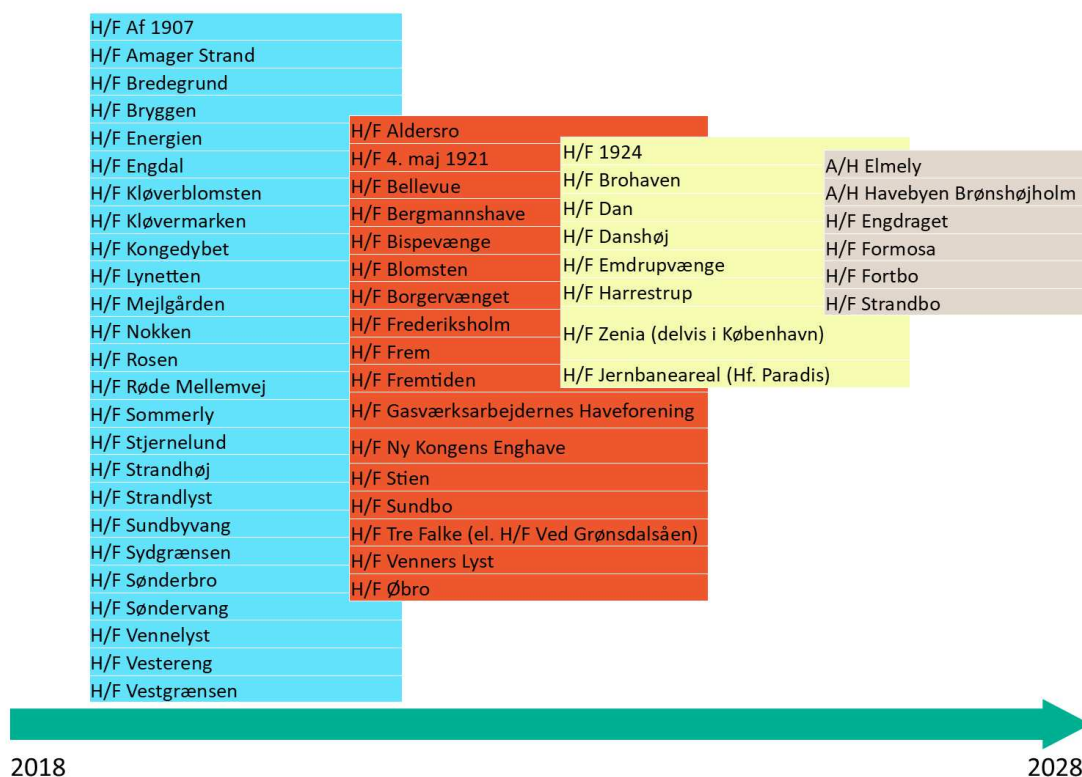 H/F Af 1907
H/F Amager Strand
H/F Bredegrund
H/F Bryggen
H/F Energien
H/F Engdal
H/F Kløverblomsten
H/F Kløvermarken
H/F Kongedybet
H/F Lynetten
H/F Mejlgården
H/F Nokken
H/F Rosen
H/F Røde Mellemvej
H/F Sommerly
H/F Stjernelund
H/F Strandhøj
H/F Strandlyst
H/F Sundbyvang
H/F Sydgrænsen
H/F Sønderbro
H/F Søndervang
H/F Vennelyst
H/F Vestereng
H/F Vestgrænsen
H/F Aldersro
H/F 4. maj 1921
H/F Bellevue
H/F Bergmannshave
H/F Bispevænge
H/F Blomsten
H/F Borgervænget
H/F Frederiksholm
H/F Frem
H/F Fremtiden
H/F Gasværksarbejdernes Haveforening
H/F Ny Kongens Enghave
H/F Stien
H/F Sundbo
H/F Tre Falke (el. H/F Ved Grønsdalsåen)
H/F Venners Lyst
H/F Øbro
H/F 1924
H/F Brohaven
H/F Dan
H/F Danshøj
H/F Emdrupvænge
H/F Harrestrup
H/F Zenia (delvis i København)
H/F Jernbaneareal (Hf. Paradis)
A/H Elmely
A/H Havebyen Brønshøjholm
H/F Engdraget
H/F Formosa
H/F Fortbo
H/F Strandbo
2018
2028